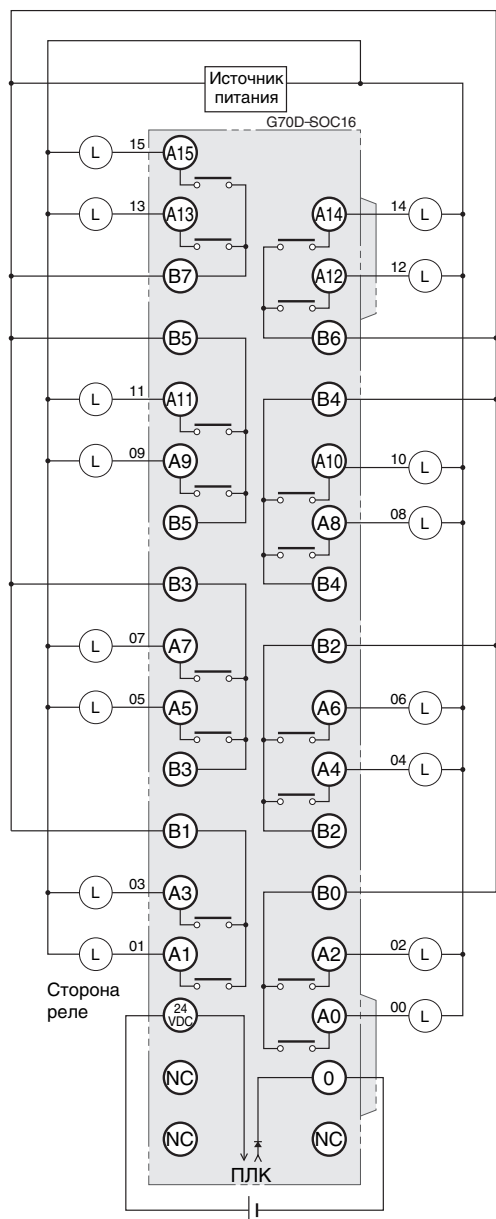 Источник
питания
G70D-SOC16
L 15 A15
L 13 A13 A14 14 L
A12 12 L
B7
B5 B6
L 11 A11 B4
L 09 A9 A10 10 L
B5 A8 08 L
B3 B4
L 07 A7 B2
L 05 A5 A6 06 L
B3 A4 04 L
B1 B2
L 03 A3 B0
L 01 A1 A2 02 L
Сторона
реле
24
VDC
A0 00 L
NC 0
NC NC
ПЛК